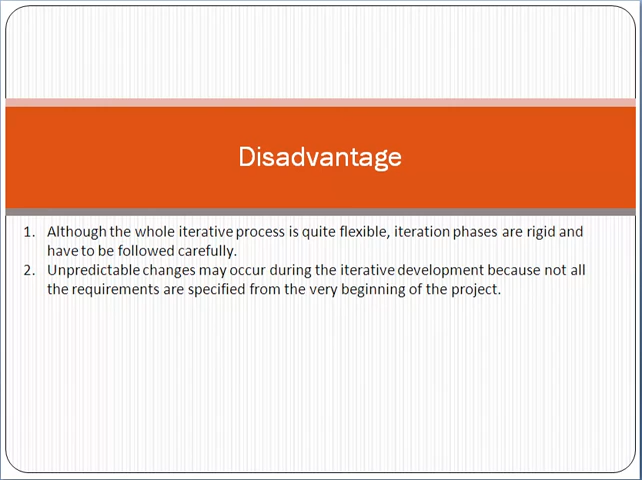 Disadvantage
1. Although the whole iterative process is quite flexible, iteration phases are rigid and
have to be followed carefully.
2. Unpredictable changes may occur during the iterative development because not all
the requirements are specified from the very beginning of the project.